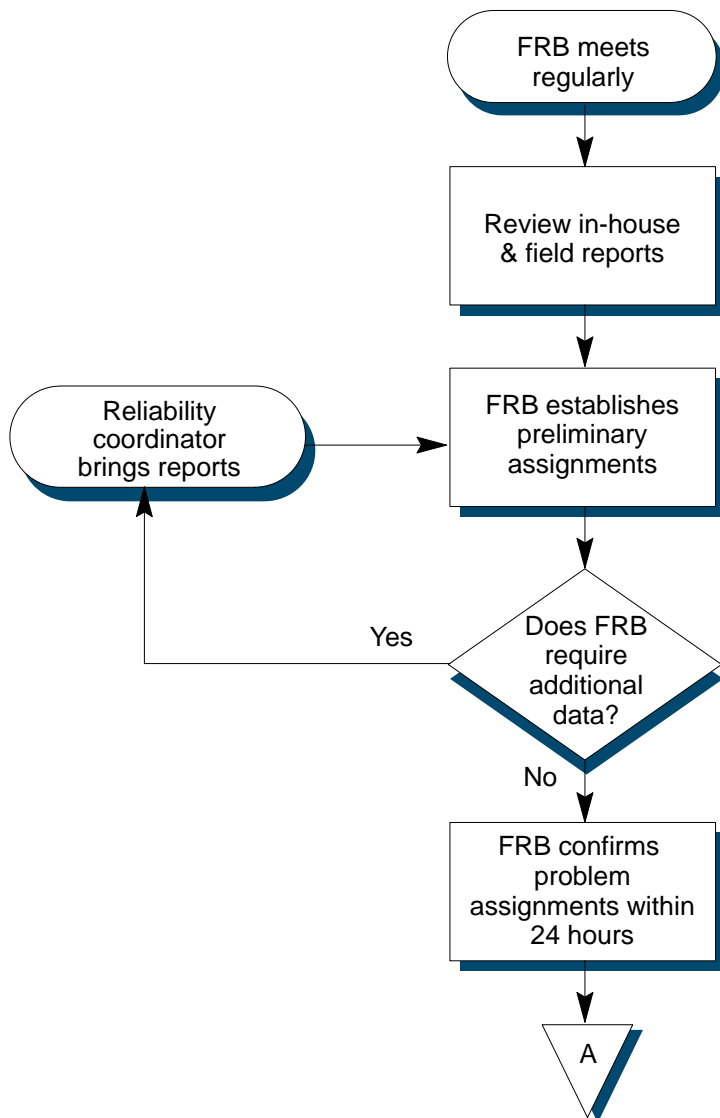 FRB meets
regularly
Review in-house
& field reports
Reliability
coordinator
brings reports
FRB establishes
preliminary
assignments
Yes
Does FRB
require
additional
data?
No
FRB confirms
problem
assignments within
24 hours
A